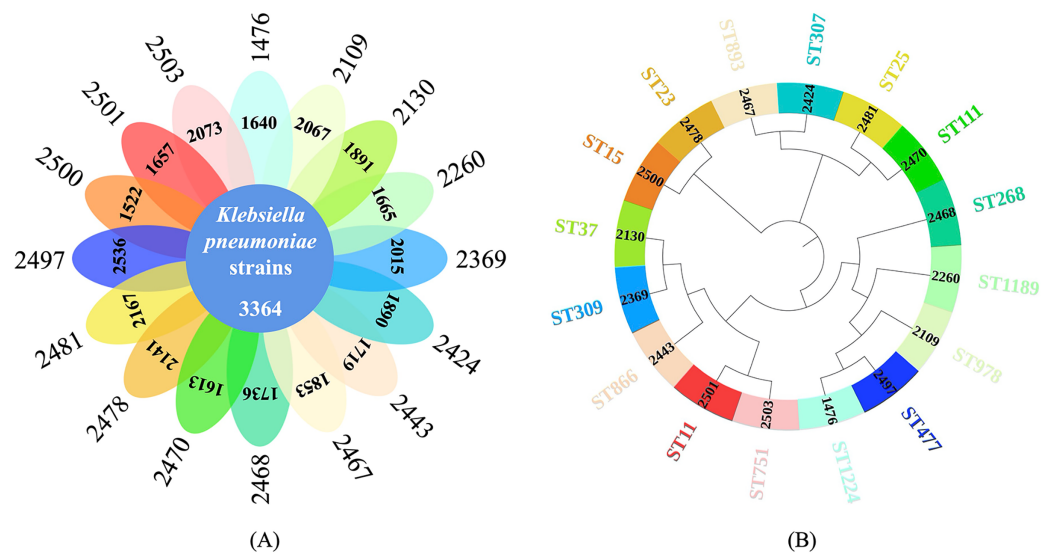 1476
2109
2130
2260
2369
2424
2443
2467
2468
2470
2478
2481
2497
2500
2501
2503
1640
2067
1891
1665
2015
1890
1719
1853
1736
1613
2141
2167
2536
1522
1657
2073
Klebsiella
pneumoniae
strains
3364
(A)
(B)
ST307
ST25
ST111
ST268
ST1189
ST978
ST477
ST1224
ST751
ST11
ST866
ST309
ST37
ST15
ST23
ST893
2424
2481
2470
2468
2260
2109
2497
1476
2503
2501
2443
2369
2130
2500
2478
2467